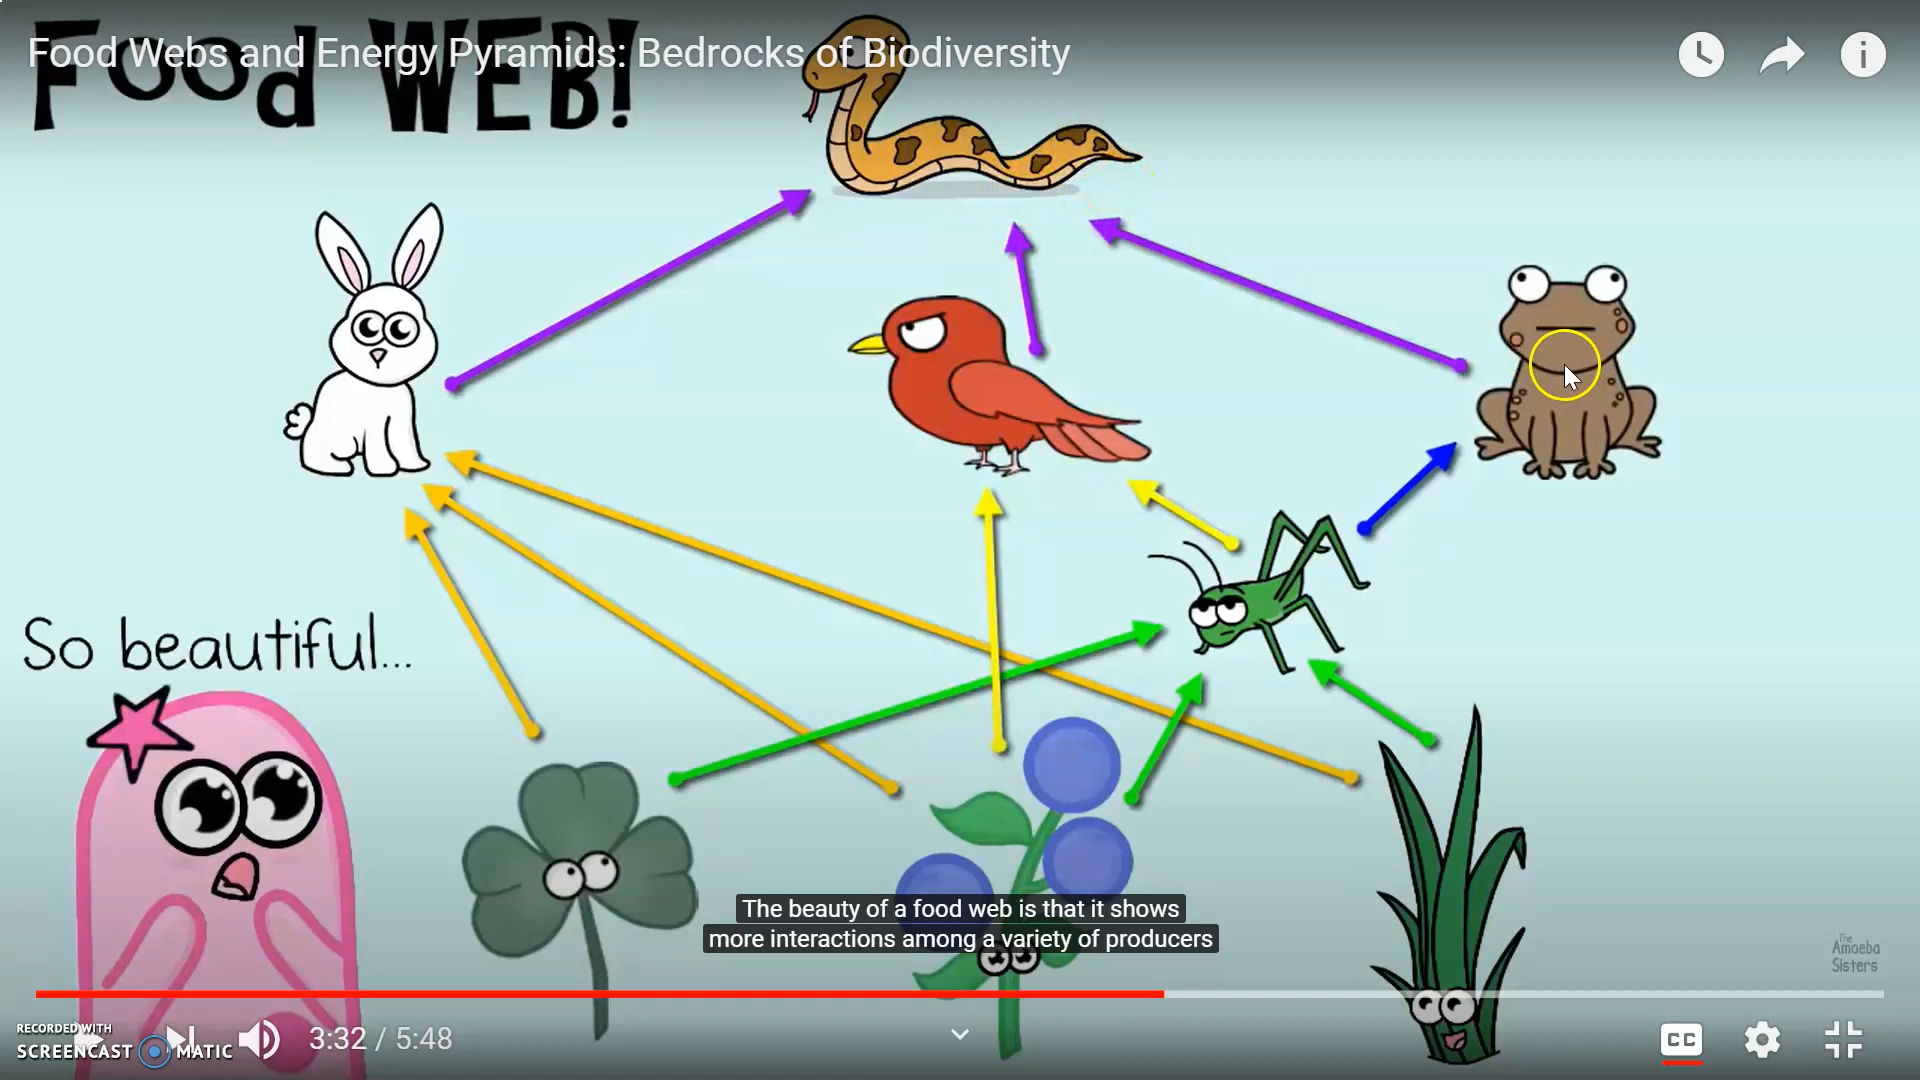 Food WEB!
Food Webs and Energy Pyramids: Bedrocks of Biodiversity
So beautiful...
The beauty of a food web is that it shows
more interactions among a variety of producers
The
Amoeba
Sisters
RECORDED WITH
SCREENCAST MATIC
3:32 / 5:48
CC